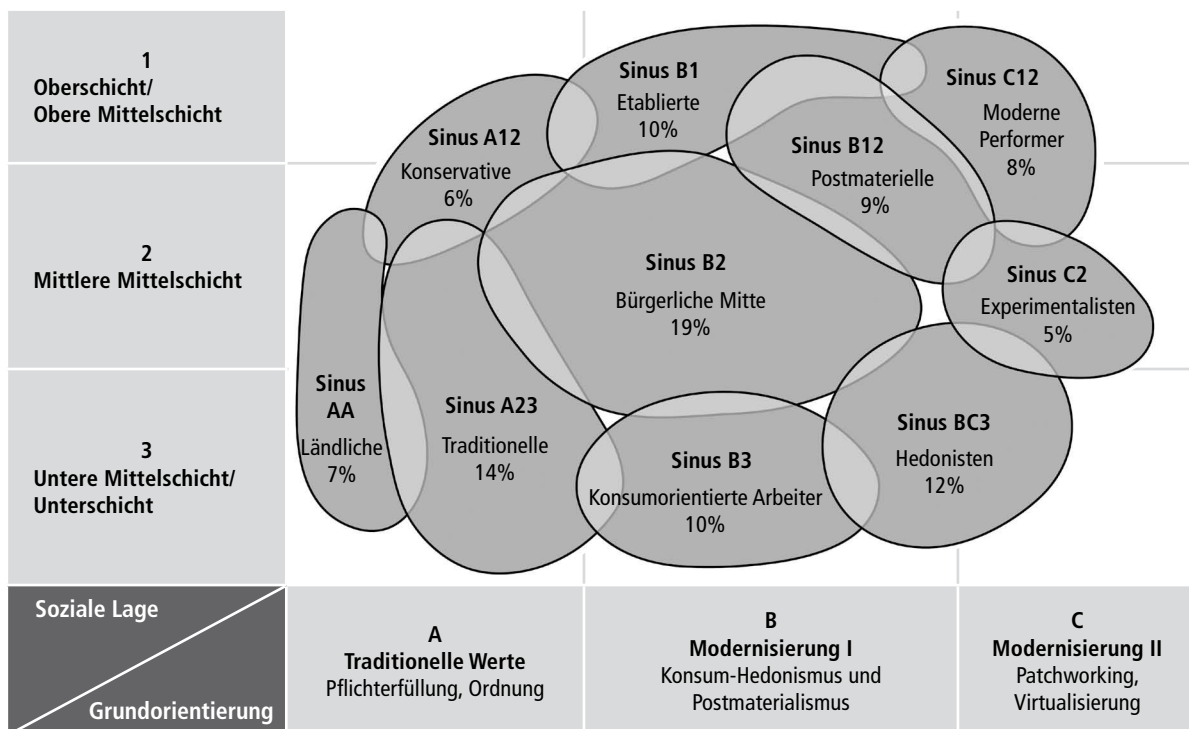 1
Oberschicht/
Obere Mittelschicht
2
Mittlere Mittelschicht
3
Untere Mittelschicht/
Unterschicht
Sinus B1
Etablierte
10%
Sinus C12
Moderne
Performer
8%
Sinus A12
Konservative
6%
Sinus B12
Postmaterielle
9%
Sinus B2
Bürgerliche Mitte
19%
Sinus C2
Experimentalisten
5%
Sinus
AA
Ländliche
7%
Sinus A23
Traditionelle
14%
Sinus B3
Konsumorientierte Arbeiter
10%
Sinus BC3
Hedonisten
12%
Soziale Lage
Grundorientierung
A
Traditionelle Werte
Pflichterfüllung, Ordnung
B
Modernisierung I
Konsum-Hedonismus und
Postmaterialismus
C
Modernisierung II
Patchworking,
Virtualisierung